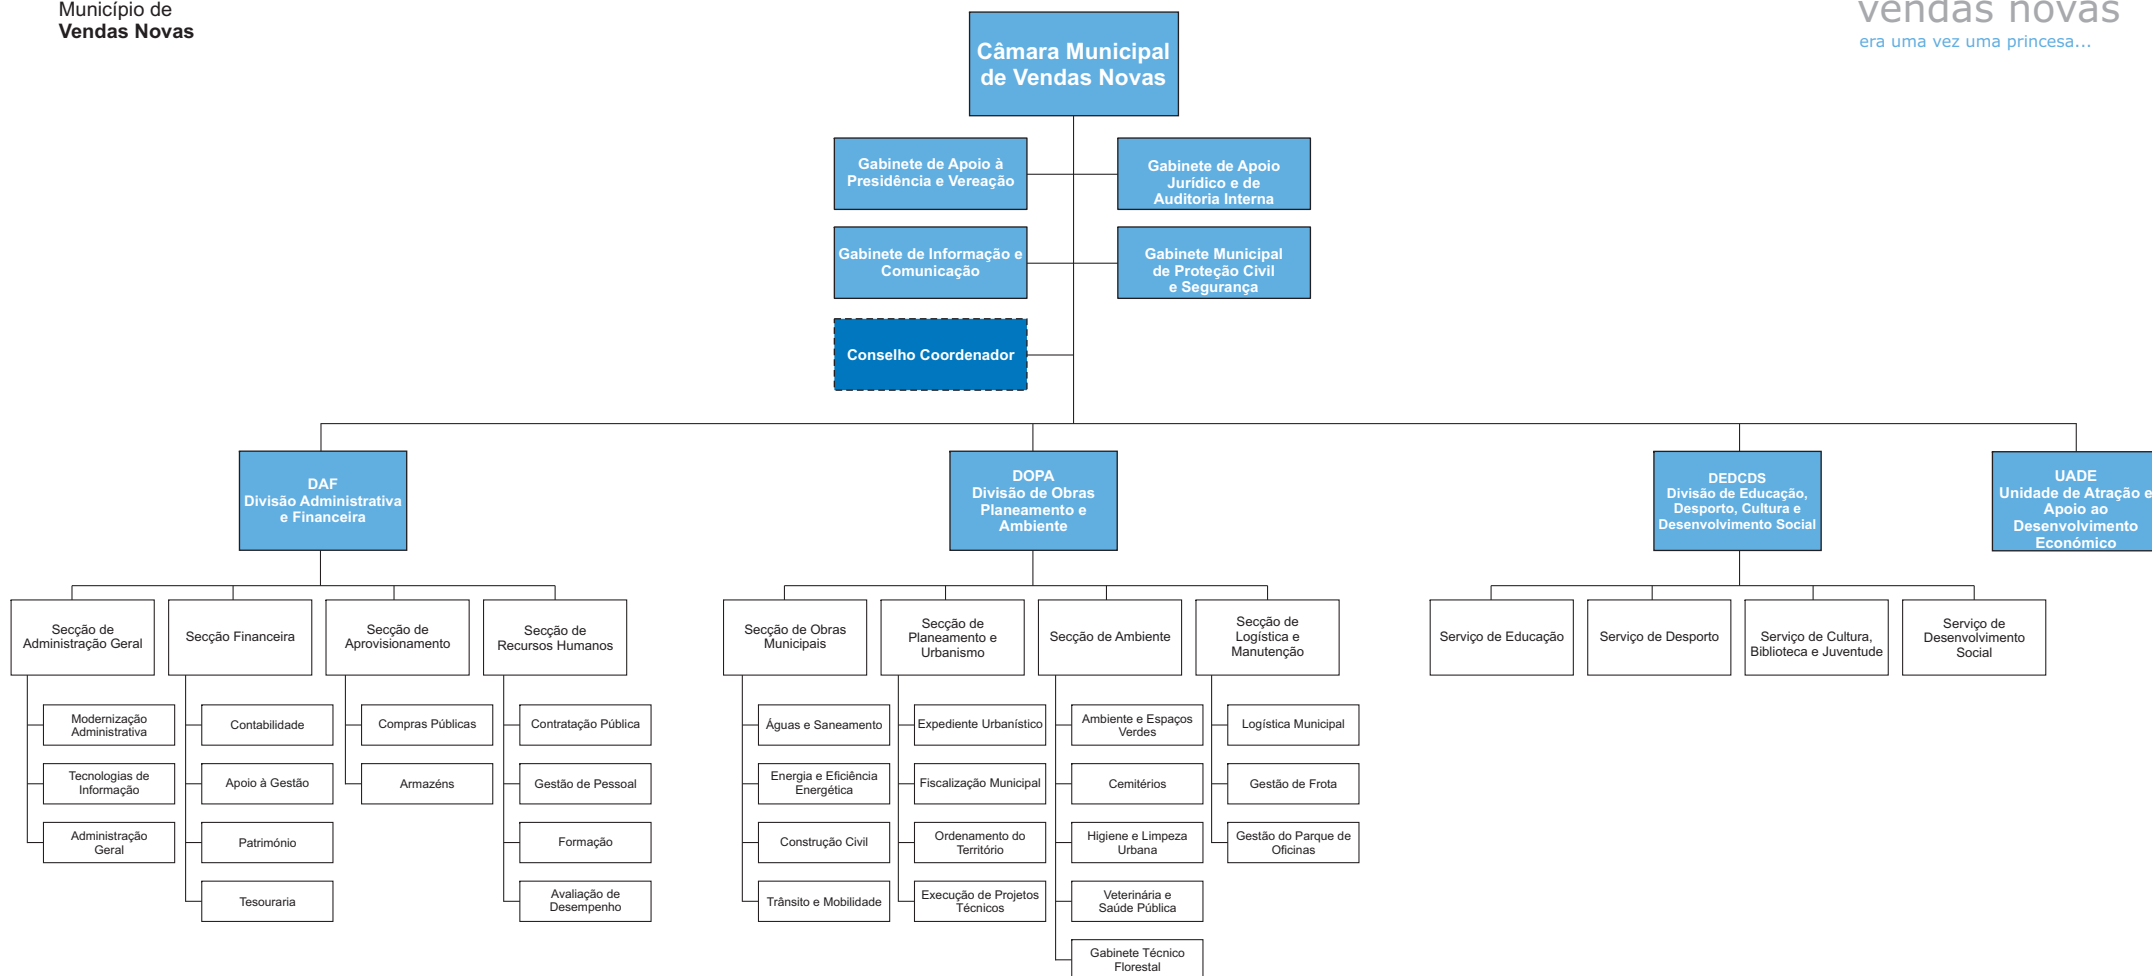 Município de
Vendas Novas
vendas novas
era uma vez uma princesa...
Câmara Municipal
de Vendas Novas
Gabinete de Apoio à
Presidência e Vereação
Gabinete de Apoio
Jurídico e de
Auditoria Interna
Gabinete de Informação e
Comunicação
Gabinete Municipal
de Proteção Civil
e Segurança
Conselho Coordenador
DAF
Divisão Administrativa
e Financeira
DOPA
Divisão de Obras
Planeamento e
Ambiente
DEDCDS
Divisão de Educação,
Desporto, Cultura e
Desenvolvimento Social
UADE
Unidade de Atração e
Apoio ao
Desenvolvimento
Económico
Secção de
Administração Geral
Secção Financeira
Secção de
Aprovisionamento
Secção de
Recursos Humanos
Secção de Obras
Municipais
Secção de
Planeamento e
Urbanismo
Secção de Ambiente
Secção de
Logística e
Manutenção
Serviço de Educação
Serviço de Desporto
Serviço de Cultura,
Biblioteca e Juventude
Serviço de
Desenvolvimento
Social
Modernização
Administrativa
Contabilidade
Compras Públicas
Contratação Pública
Águas e Saneamento
Expediente Urbanístico
Ambiente e Espaços
Verdes
Logística Municipal
Tecnologias de
Informação
Apoio à Gestão
Armazéns
Gestão de Pessoal
Energia e Eficiência
Energética
Fiscalização Municipal
Cemitérios
Gestão de Frota
Administração
Geral
Património
Formação
Construção Civil
Ordenamento do
Território
Higiene e Limpeza
Urbana
Gestão do Parque de
Oficinas
Tesouraria
Avaliação de
Desempenho
Trânsito e Mobilidade
Execução de Projetos
Técnicos
Veterinária e
Saúde Pública
Gabinete Técnico
Florestal